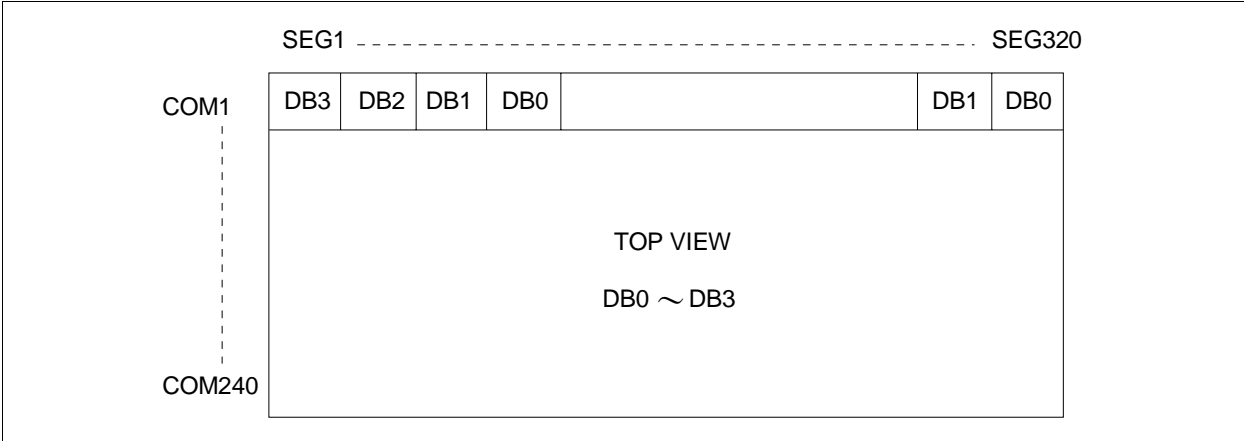 SEG1 SEG320
COM1 DB3 DB2 DB1 DB0 DB1 DB0
TOP VIEW
DB0 ～ DB3
COM240